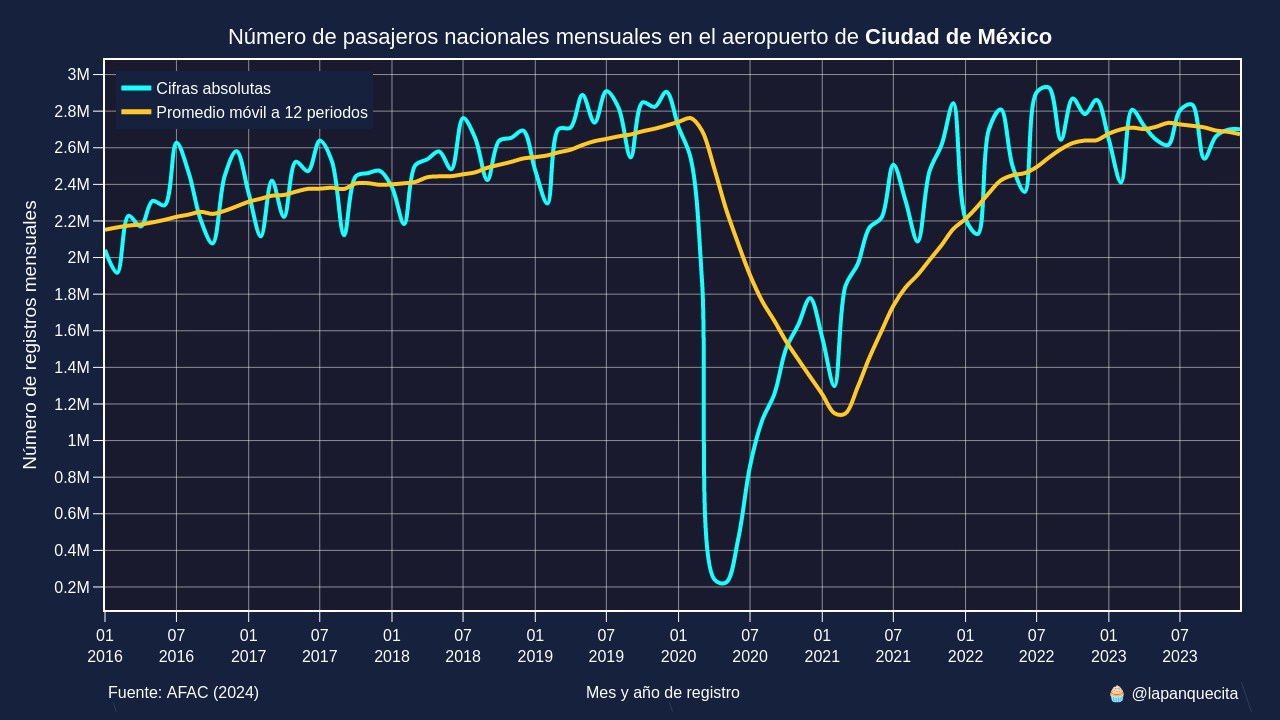 Número de pasajeros nacionales mensuales en el aeropuerto de Ciudad de México
Cifras absolutas
Promedio móvil a 12 periodos
Número de registros mensuales
3M
2.8M
2.6M
2.4M
2.2M
2M
1.8M
1.6M
1.4M
1.2M
1M
0.8M
0.6M
0.4M
0.2M
01 07 01 07 01 07 01 07 01 07 01 07 01 07 01 07
2016 2016 2017 2017 2018 2018 2019 2019 2020 2020 2021 2021 2022 2022 2023 2023
Fuente: AFAC (2024) Mes y año de registro 🧁 @lapanquecita